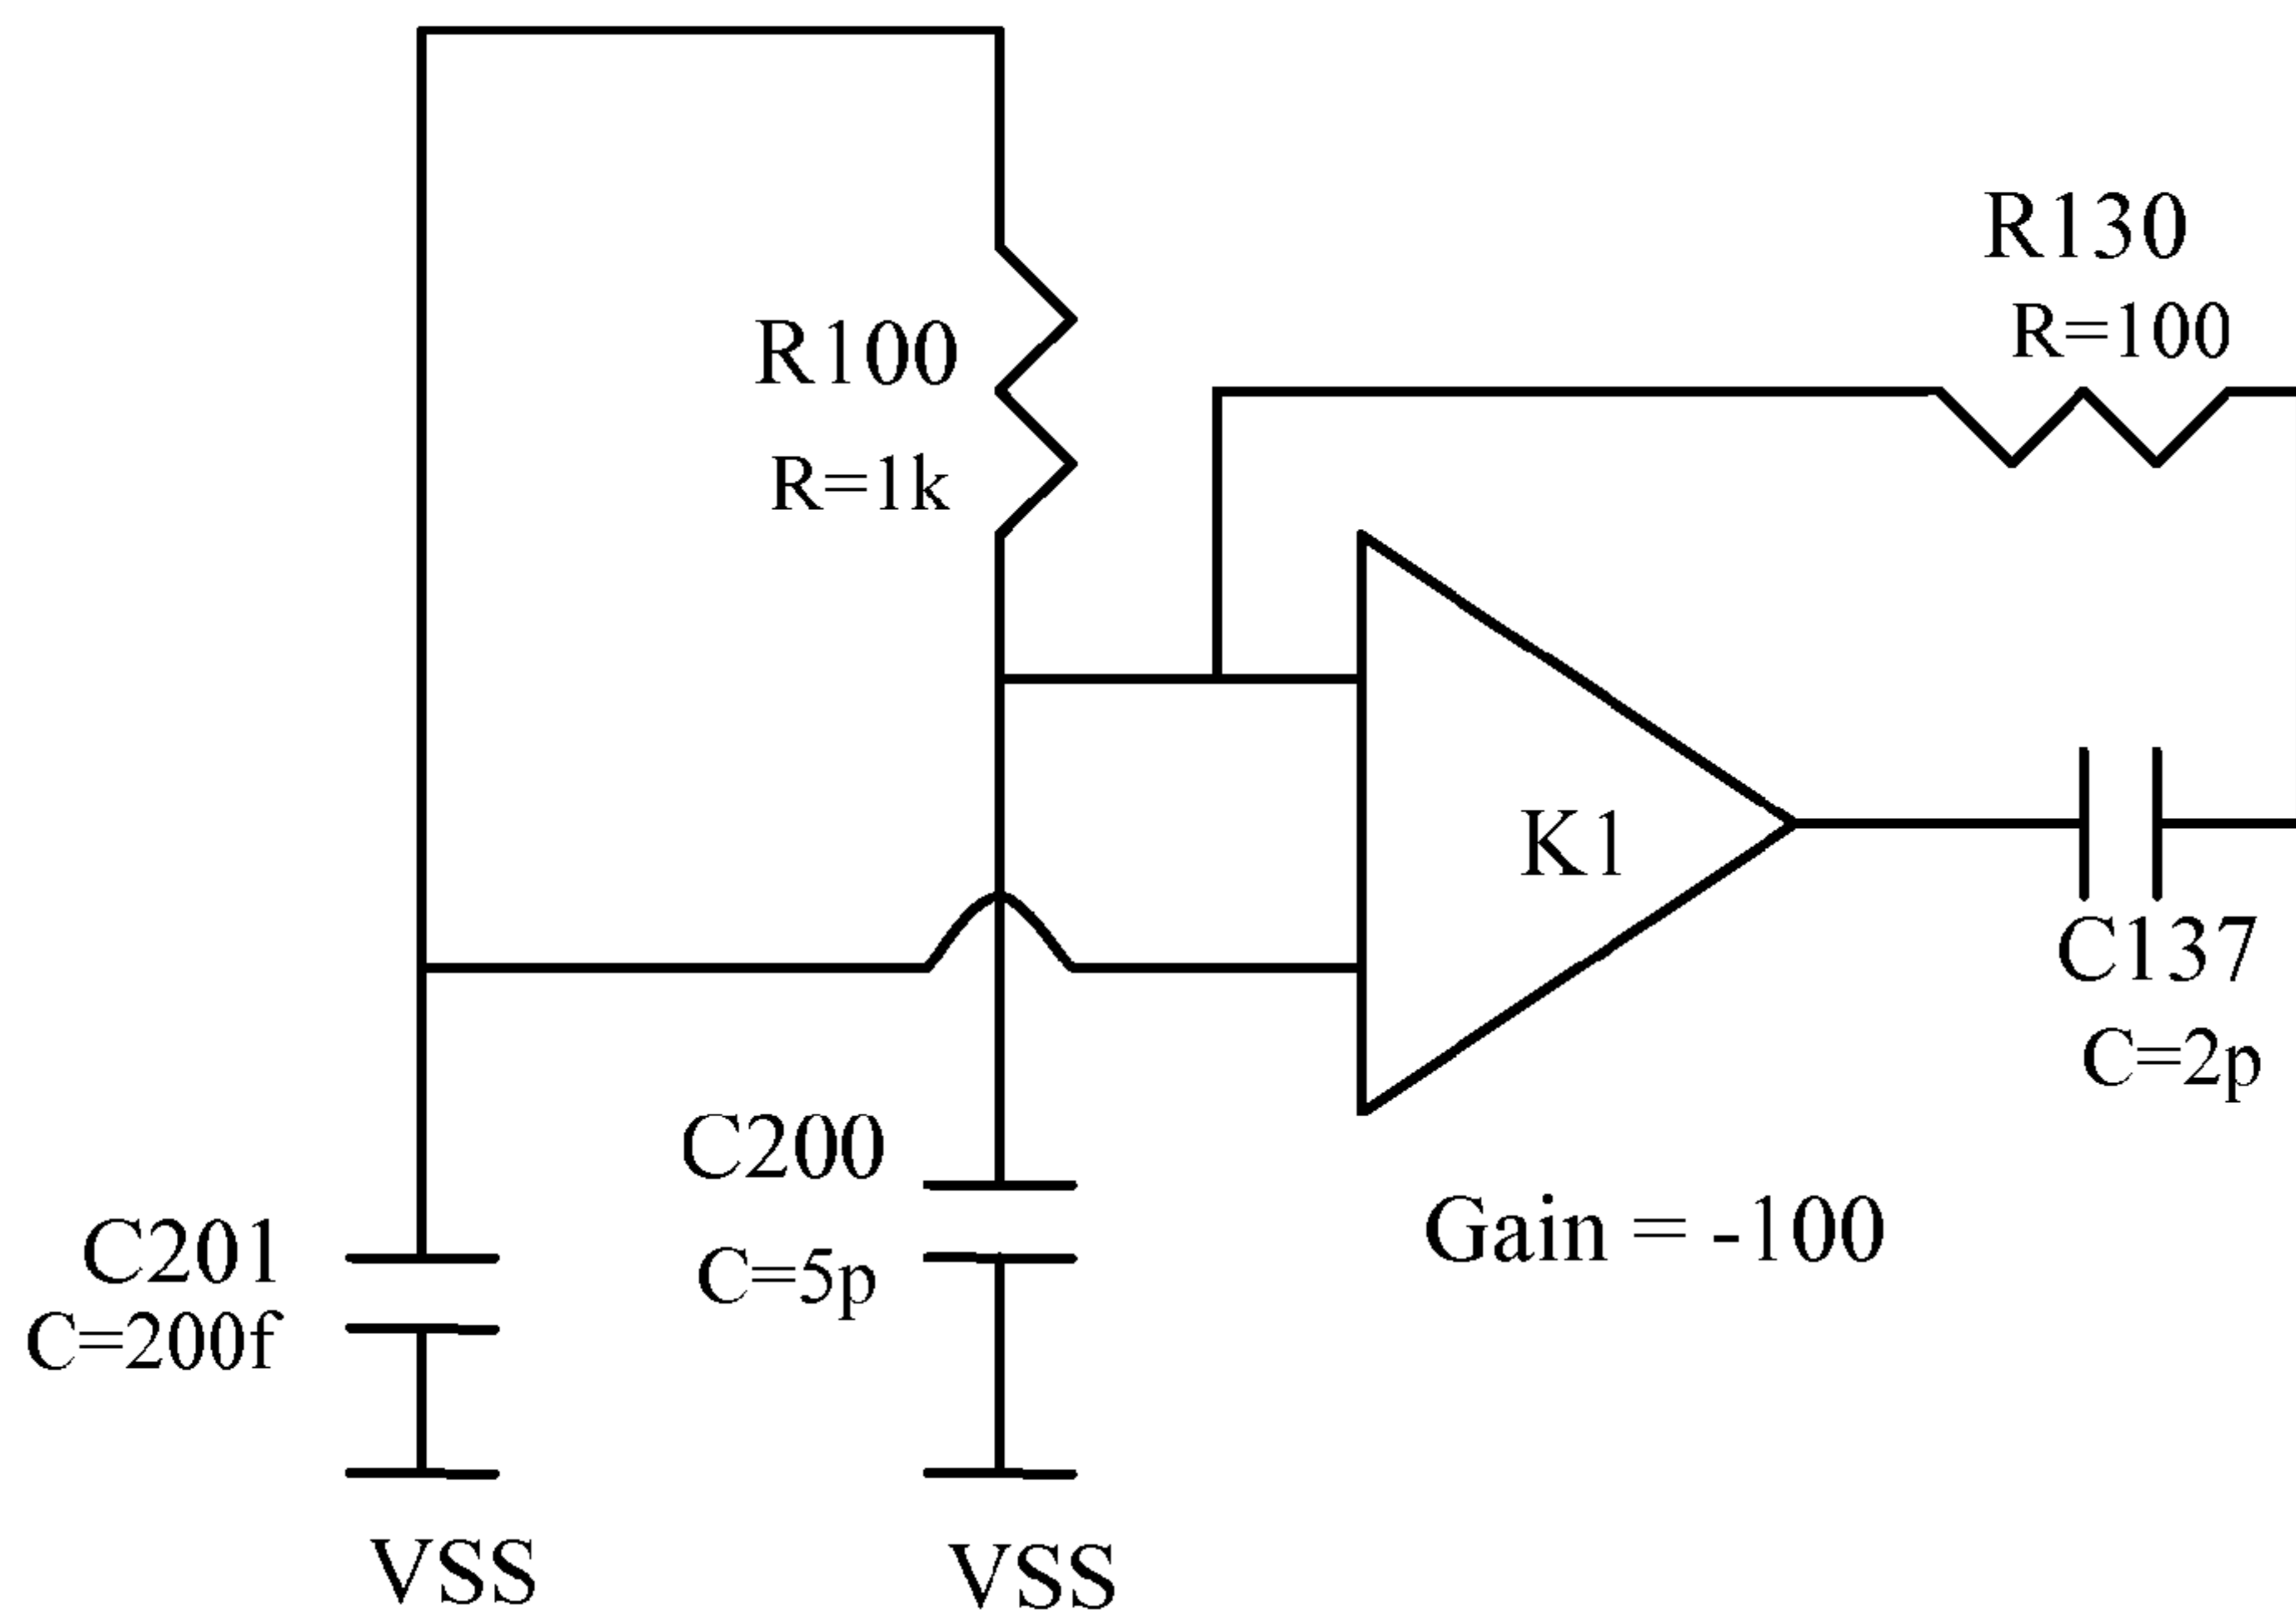 R130
R=100
R100
R=1k
K1
C137
C=2p
C200
C=5p
Gain = -100
C201
C=200f
VSS
VSS